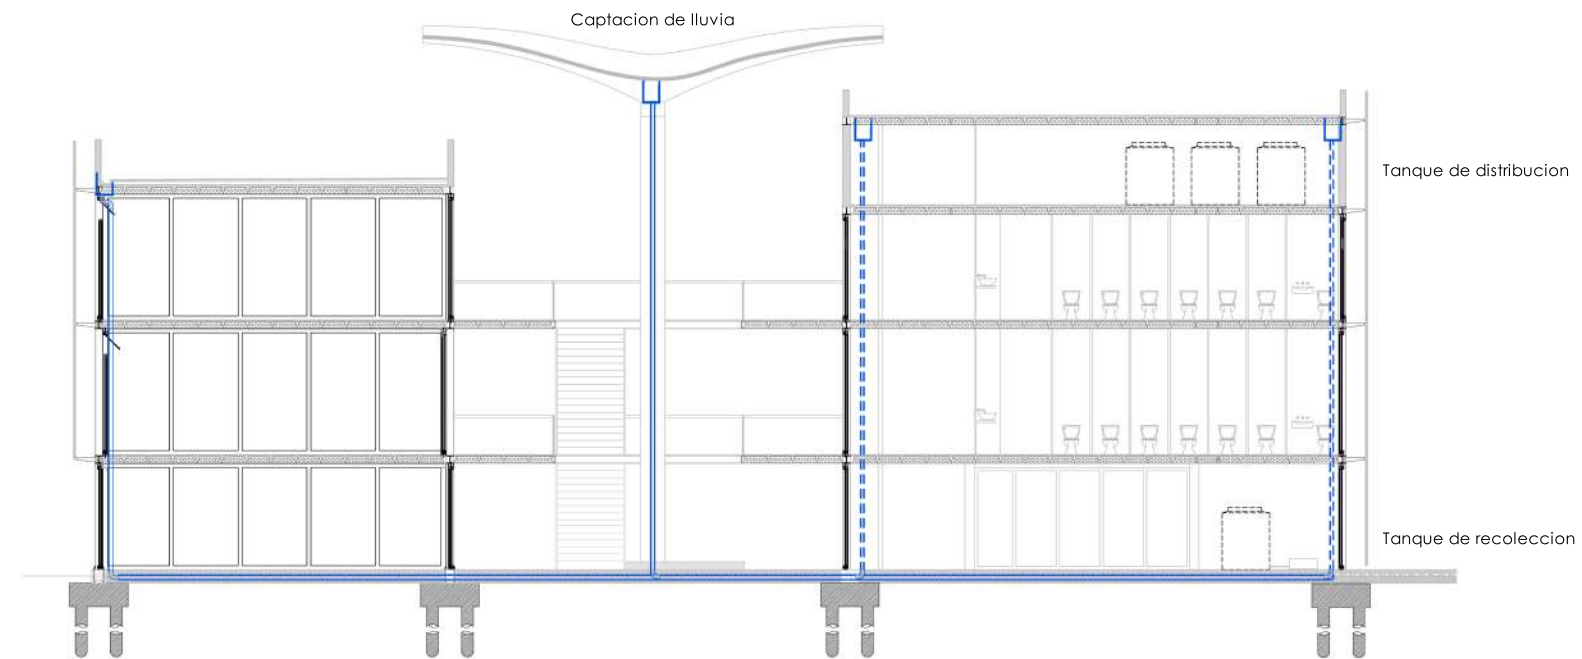 Captacion de lluvia
Tanque de distribucion
Tanque de recoleccion